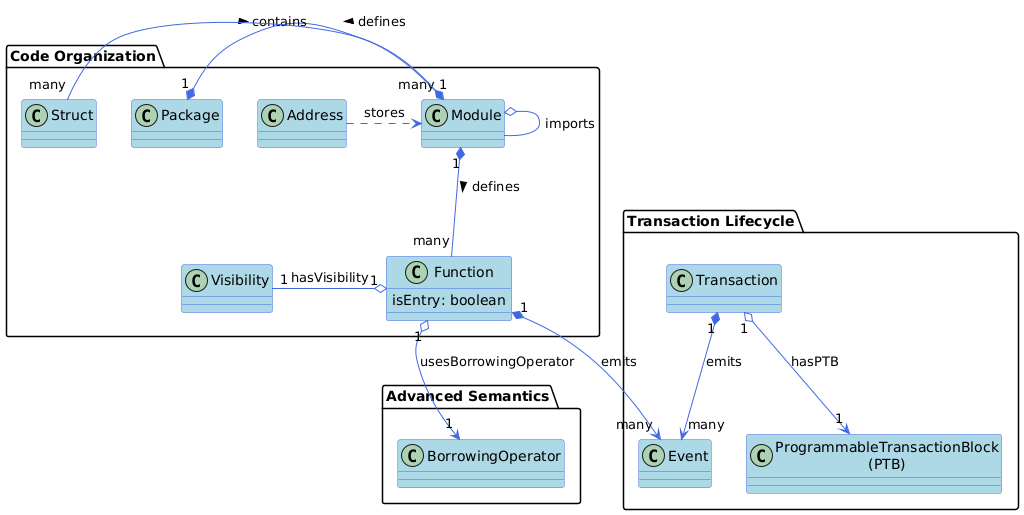 contains
defines
Code Organization
many
1
many 1
C Struct
C Package
C Address
stores
C Module
imports
1
defines
many
Transaction Lifecycle
C Visibility
1 hasVisibility 1
C Function
isEntry: boolean
C Transaction
1
1
1
1
usesBorrowingOperator
emits
emits
hasPTB
Advanced Semantics
1
many
many
1
C BorrowingOperator
C Event
C ProgrammableTransactionBlock
(PTB)